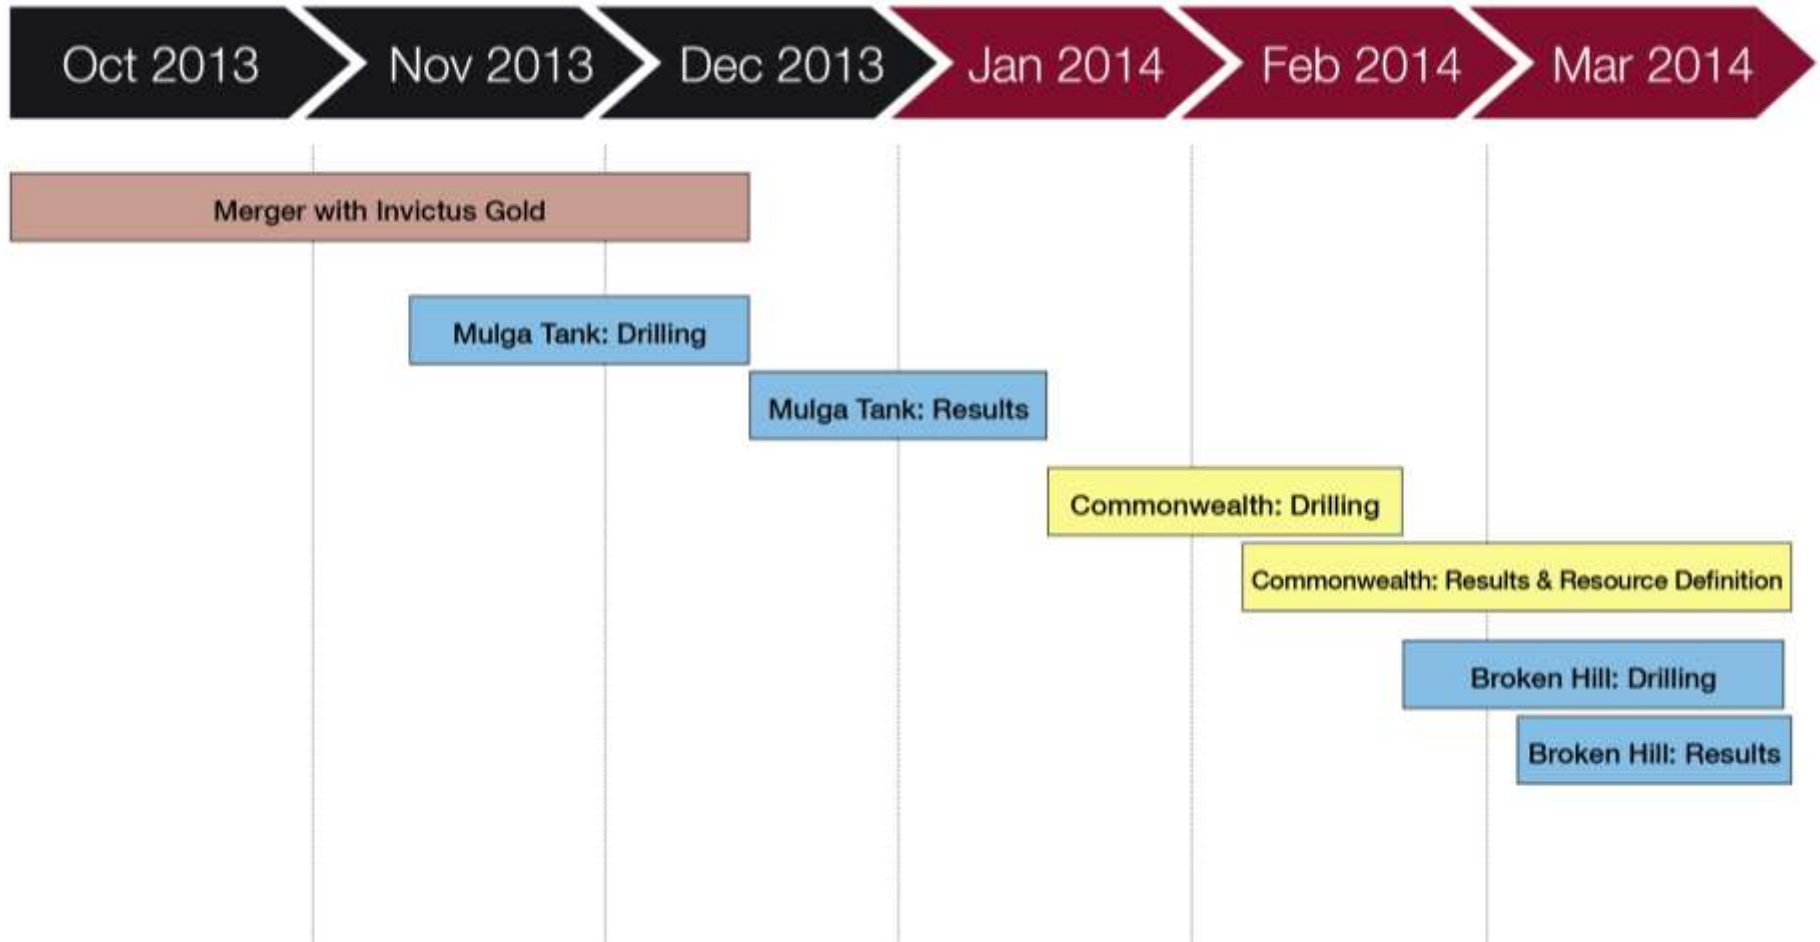 Oct 2013
Nov 2013
Dec 2013
Jan 2014
Feb 2014
Mar 2014
Merger with Invictus Gold
Mulga Tank: Drilling
Mulga Tank: Results
Commonwealth: Drilling
Commonwealth: Results & Resource Definition
Broken Hill: Drilling
Broken Hill: Results